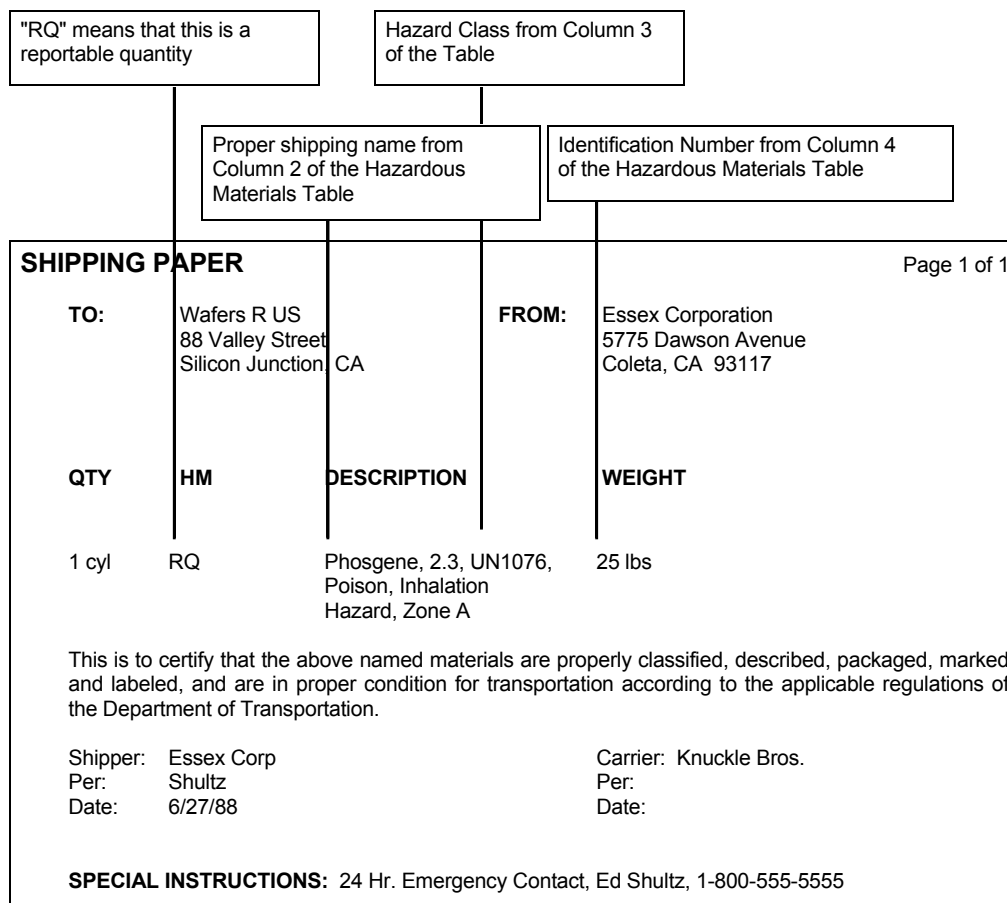 "RQ" means that this is a
reportable quantity
Hazard Class from Column 3
of the Table
Proper shipping name from
Column 2 of the Hazardous
Materials Table
Identification Number from Column 4
of the Hazardous Materials Table
SHIPPING PAPER Page 1 of 1
TO: Wafers R US FROM: Essex Corporation
88 Valley Street 5775 Dawson Avenue
Silicon Junction, CA Coleta, CA 93117
QTY HM DESCRIPTION WEIGHT
1 cyl RQ Phosgene, 2.3, UN1076, 25 lbs
Poison, Inhalation
Hazard, Zone A
This is to certify that the above named materials are properly classified, described, packaged, marked
and labeled, and are in proper condition for transportation according to the applicable regulations of
the Department of Transportation.
Shipper: Essex Corp Carrier: Knuckle Bros.
Per: Shultz Per:
Date: 6/27/88 Date:
SPECIAL INSTRUCTIONS: 24 Hr. Emergency Contact, Ed Shultz, 1-800-555-5555